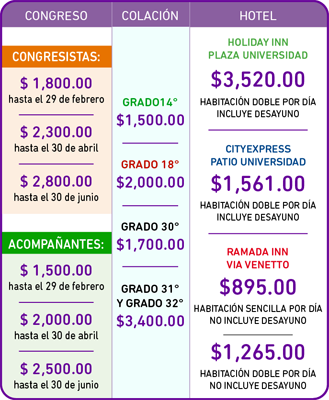 CONGRESO
CONGRESISTAS:
$ 1,800.00
hasta el 29 de febrero
$ 2,300.00
hasta el 30 de abril
$ 2,800.00
hasta el 30 de junio
ACOMPAÑANTES:
$ 1,500.00
hasta el 29 de febrero
$ 2,000.00
hasta el 30 de abril
$ 2,500.00
hasta el 30 de junio
COLACIÓN
GRADO14°
$1,500.00
GRADO 18°
$2,000.00
GRADO 30°
$1,700.00
GRADO 31°
Y GRADO 32°
$3,400.00
HOTEL
HOLIDAY INN
PLAZA UNIVERSIDAD
$3,520.00
HABITACIÓN DOBLE POR DÍA
INCLUYE DESAYUNO
CITYEXPRESS
PATIO UNIVERSIDAD
$1,561.00
HABITACIÓN DOBLE POR DÍA
INCLUYE DESAYUNO
RAMADA INN
VIA VENETTO
$895.00
HABITACIÓN SENCILLA POR DÍA
NO INCLUYE DESAYUNO
$1,265.00
HABITACIÓN DOBLE POR DÍA
NO INCLUYE DESAYUNO